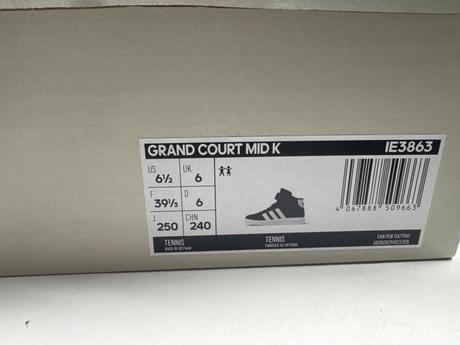 GRAND COURT MID K IE3863
US 6½ UK 6
F 39⅓ D 6
J 250 CHN 240
4 067888 509663
TENNIS TENNIS
MADE IN VIETNAM FABRIQUÉ AU VIETNAM